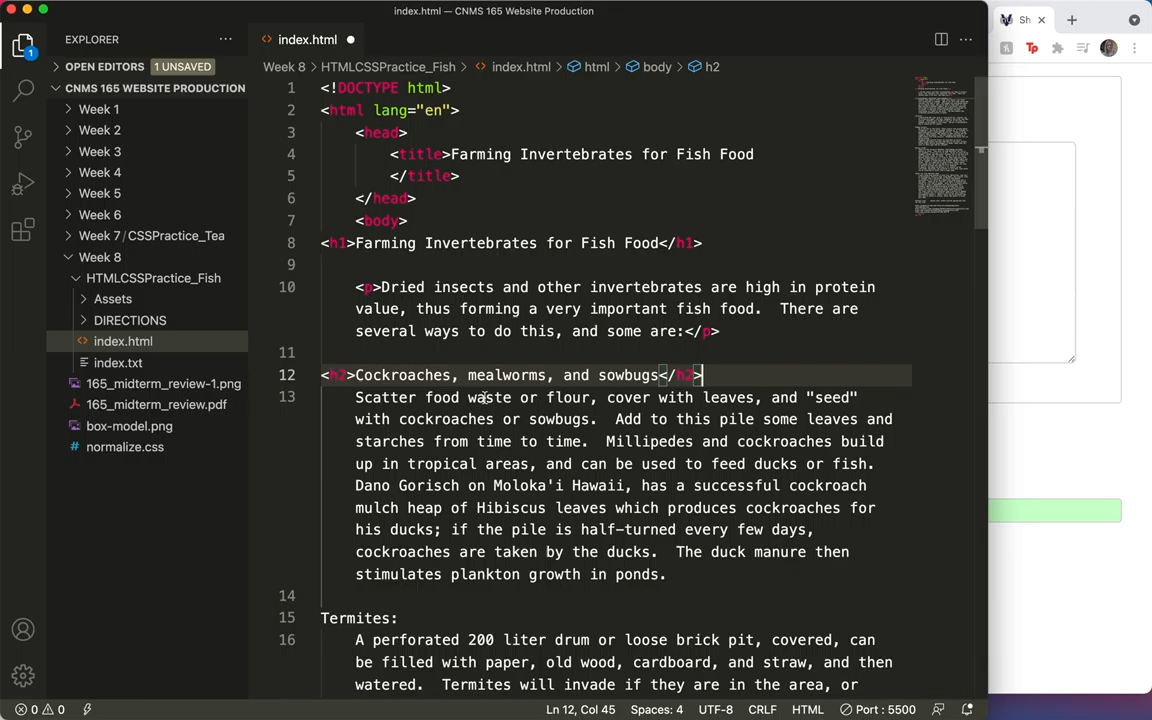 index.html — CNMS 165 Website Production
Sh
EXPLORER
index.html
OPEN EDITORS 1 UNSAVED
Week 8 > HTMLCSSPractice_Fish > index.html > html > body > h2
CNMS 165 WEBSITE PRODUCTION
Week 1
Week 2
Week 3
Week 4
Week 5
Week 6
Week 7 / CSSPractice_Tea
Week 8
HTMLCSSPractice_Fish
Assets
DIRECTIONS
index.html
index.txt
165_midterm_review-1.png
165_midterm_review.pdf
box-model.png
normalize.css
1 <!DOCTYPE html>
2 <html lang="en">
3 <head>
4 <title>Farming Invertebrates for Fish Food
5 </title>
6 </head>
7 <body>
8 <h1>Farming Invertebrates for Fish Food</h1>
9
10 <p>Dried insects and other invertebrates are high in protein
value, thus forming a very important fish food.  There are
several ways to do this, and some are:</p>
11
12 <h2>Cockroaches, mealworms, and sowbugs</h2>
13 Scatter food waste or flour, cover with leaves, and "seed"
with cockroaches or sowbugs.  Add to this pile some leaves and
starches from time to time.  Millipedes and cockroaches build
up in tropical areas, and can be used to feed ducks or fish.
Dano Gorisch on Moloka'i Hawaii, has a successful cockroach
mulch heap of Hibiscus leaves which produces cockroaches for
his ducks; if the pile is half-turned every few days,
cockroaches are taken by the ducks.  The duck manure then
stimulates plankton growth in ponds.
14
15 Termites:
16 A perforated 200 liter drum or loose brick pit, covered, can
be filled with paper, old wood, cardboard, and straw, and then
watered.  Termites will invade if they are in the area, or
0 0 Ln 12, Col 45 Spaces: 4 UTF-8 CRLF HTML Port : 5500
1
Tp